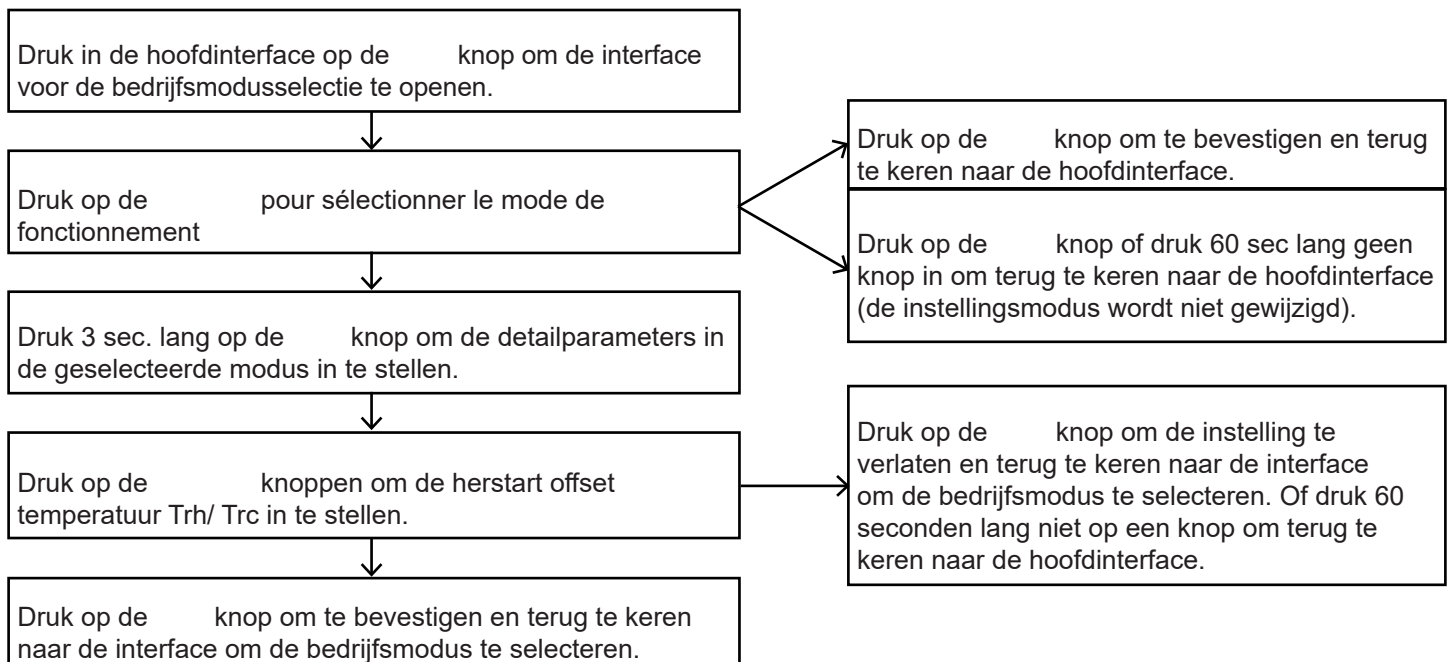 Druk in de hoofdinterface op de knop om de interface
voor de bedrijfsmodusselectie te openen.
Druk op de pour sélectionner le mode de
fonctionnement
Druk op de knop om te bevestigen en terug
te keren naar de hoofdinterface.
Druk op de knop of druk 60 sec lang geen
knop in om terug te keren naar de hoofdinterface
(de instellingsmodus wordt niet gewijzigd).
Druk 3 sec. lang op de knop om de detailparameters in
de geselecteerde modus in te stellen.
Druk op de knoppen om de herstart offset
temperatuur Trh/ Trc in te stellen.
Druk op de knop om de instelling te
verlaten en terug te keren naar de interface
om de bedrijfsmodus te selecteren. Of druk 60
seconden lang niet op een knop om terug te
keren naar de hoofdinterface.
Druk op de knop om te bevestigen en terug te keren
naar de interface om de bedrijfsmodus te selecteren.